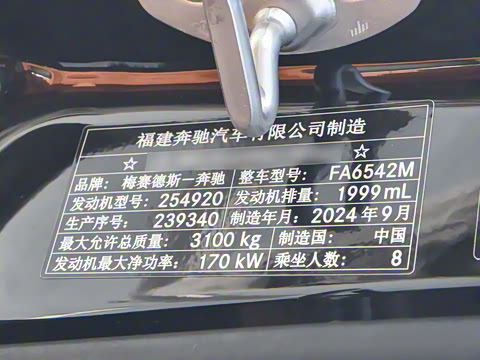 福建奔驰汽车有限公司制造
☆ ☆
品牌：梅赛德斯一奔驰 整车型号：FA6542M
发动机型号：254920 发动机排量：1999mL
生产序号：239340 制造年月：2024年9月
最大允许总质量：3100kg 制造国：中国
发动机最大净功率：170kW 乘坐人数：8